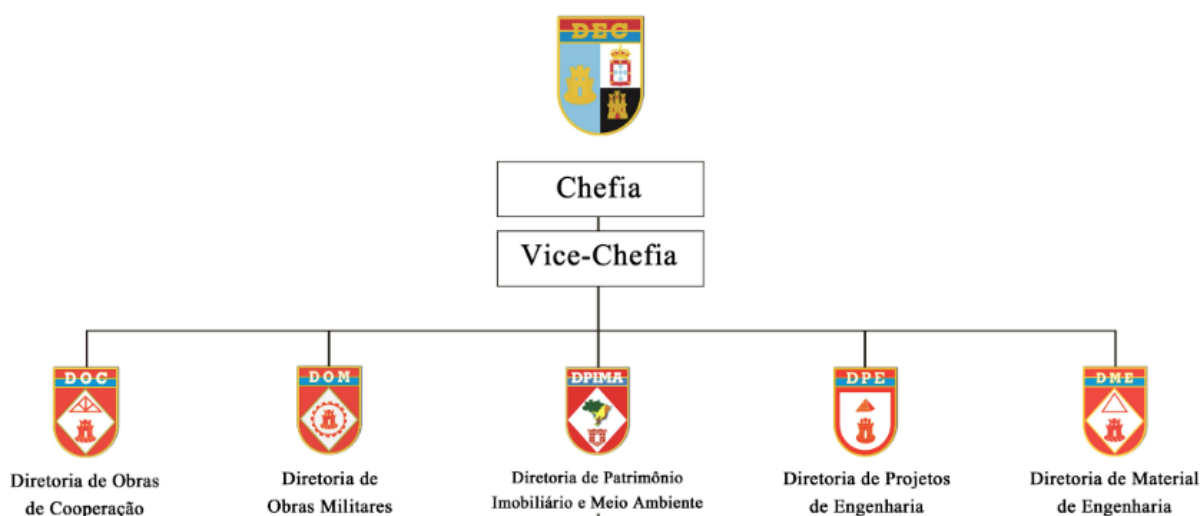 DEC
Chefia
Vice-Chefia
DOC
DOM
DPIMA
DPE
DME
Diretoria de Obras
de Cooperação
Diretoria de
Obras Militares
Diretoria de Patrimônio
Imobiliário e Meio Ambiente
Diretoria de Projetos
de Engenharia
Diretoria de Material
de Engenharia